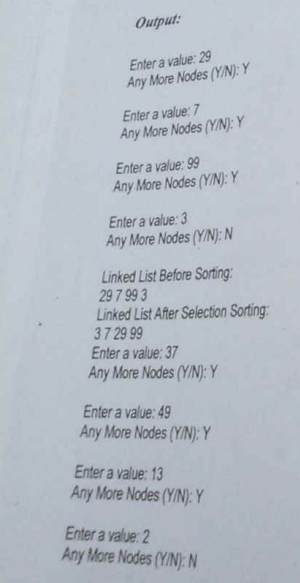 Output:
Enter a value: 29
Any More Nodes (Y/N): Y
Enter a value: 7
Any More Nodes (Y/N): Y
Enter a value: 99
Any More Nodes (Y/N): Y
Enter a value: 3
Any More Nodes (Y/N): N
Linked List Before Sorting:
29 7 99 3
Linked List After Selection Sorting:
3 7 29 99
Enter a value: 37
Any More Nodes (Y/N): Y
Enter a value: 49
Any More Nodes (Y/N): Y
Enter a value: 13
Any More Nodes (Y/N): Y
Enter a value: 2
Any More Nodes (Y/N): N